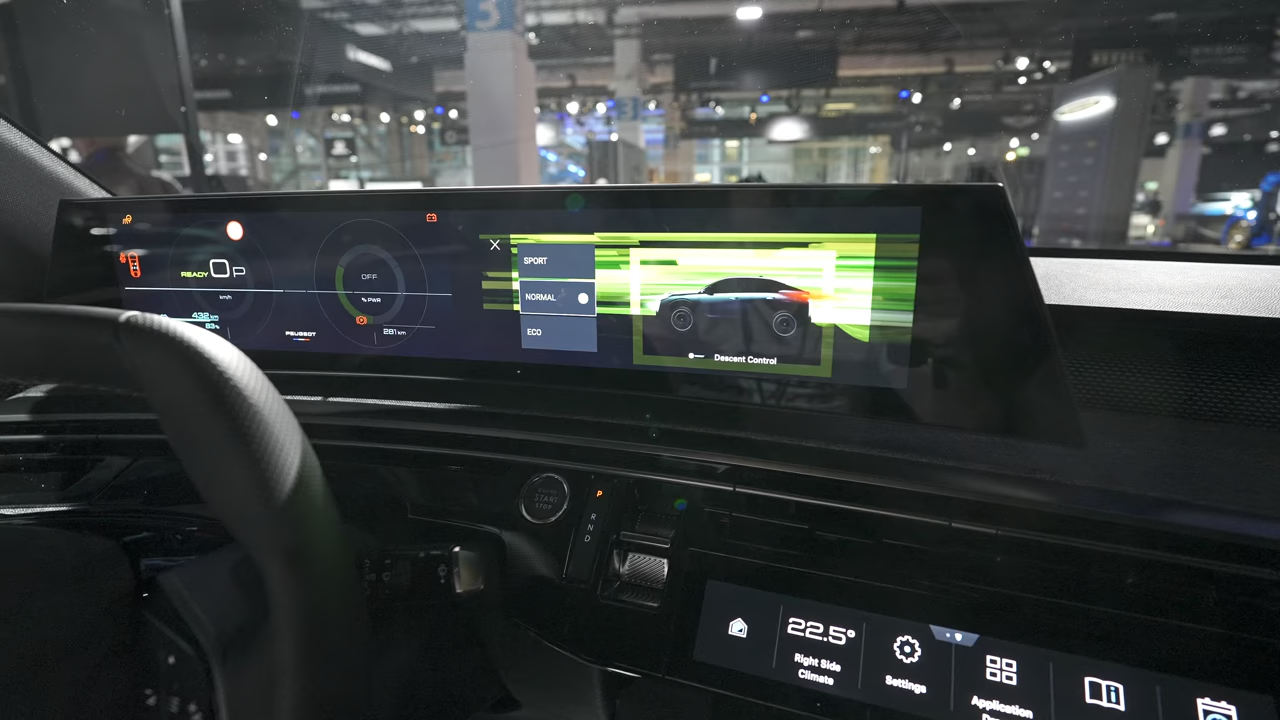 3
READY 0 P
km/h
432 km
83%
OFF
% PWR
281 km
PEUGEOT
SPORT
NORMAL
ECO
Descent Control
START
STOP
P
R
N
D
22.5°
Right Side
Climate
Settings
Application